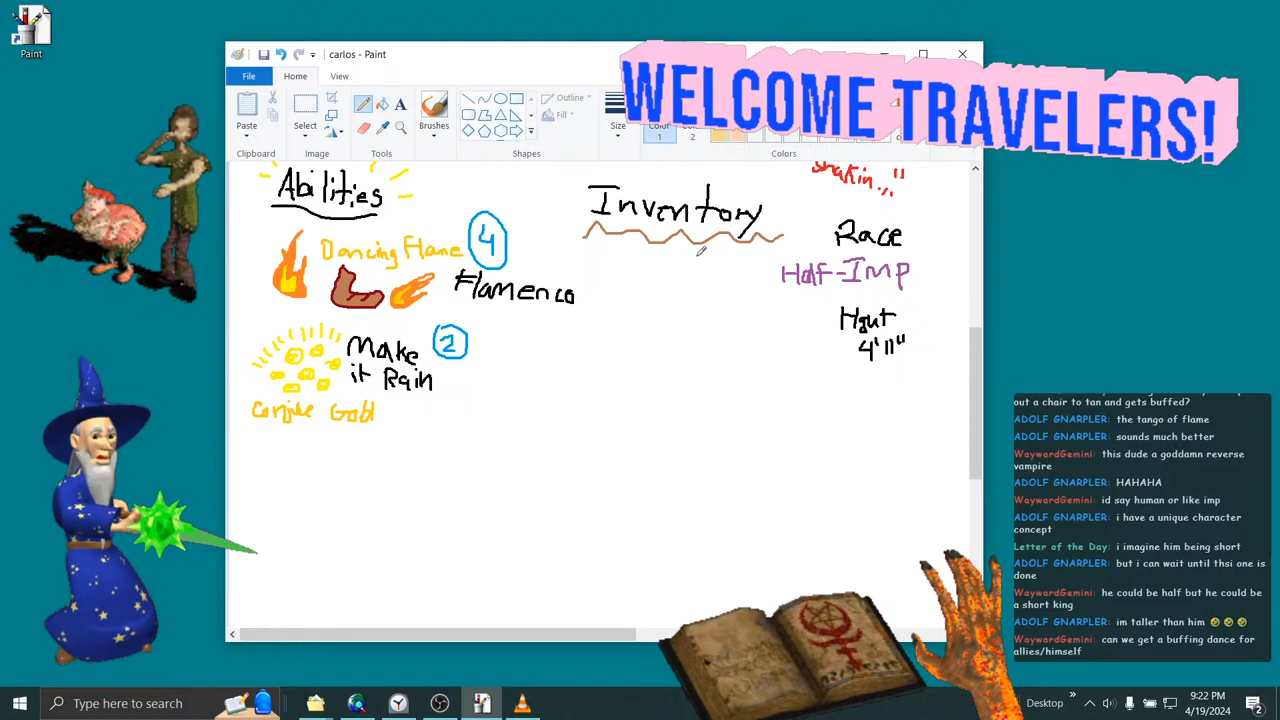 Paint
carlos - Paint
WELCOME TRAVELERS!
File
Home
View
Paste
Select
Brushes
Outline
Fill
Size
Color
1
Color
2
Clipboard
Image
Tools
Shapes
Colors
Abilities
4
Dancing Flame
Flamenco
2
Make
it Rain
Conjure Gold
Inventory
shakin..."
Race
Half-Imp
Hgut
4'11"
out a chair to tan and gets buffed?
ADOLF GNARPLER: the tango of flame
ADOLF GNARPLER: sounds much better
WaywardGemini: this dude a goddamn reverse
vampire
ADOLF GNARPLER: HAHAHA
WaywardGemini: id say human or like imp
ADOLF GNARPLER: i have a unique character
concept
Letter of the Day: i imagine him being short
ADOLF GNARPLER: but i can wait until thsi one is
done
WaywardGemini: he could be half but he could be
a short king
ADOLF GNARPLER: im taller than him 🤣 🤣 🤣
WaywardGemini: can we get a buffing dance for
allies/himself
Type here to search
Desktop
9:22 PM
4/19/2024
2